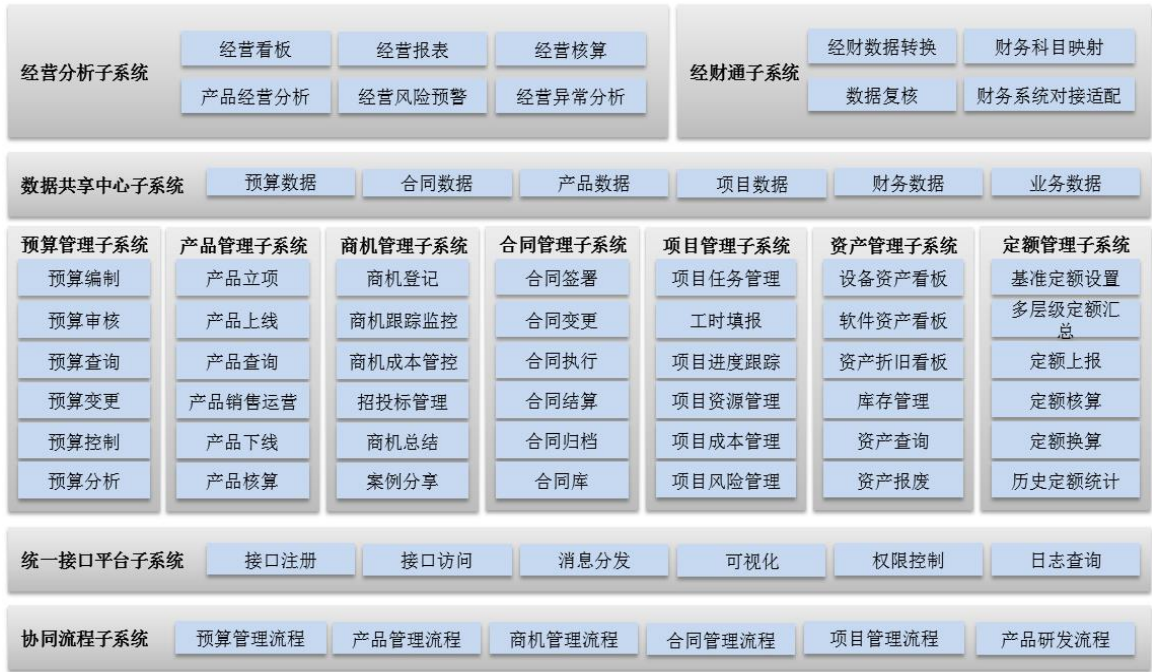 经营分析子系统
经营看板
经营报表
经营核算
产品经营分析
经营风险预警
经营异常分析
经财通子系统
经财数据转换
财务科目映射
数据复核
财务系统对接适配
数据共享中心子系统
预算数据
合同数据
产品数据
项目数据
财务数据
业务数据
预算管理子系统
预算编制
预算审核
预算查询
预算变更
预算控制
预算分析
产品管理子系统
产品立项
产品上线
产品查询
产品销售运营
产品下线
产品核算
商机管理子系统
商机登记
商机跟踪监控
商机成本管控
招投标管理
商机总结
案例分享
合同管理子系统
合同签署
合同变更
合同执行
合同结算
合同归档
合同库
项目管理子系统
项目任务管理
工时填报
项目进度跟踪
项目资源管理
项目成本管理
项目风险管理
资产管理子系统
设备资产看板
软件资产看板
资产折旧看板
库存管理
资产查询
资产报废
定额管理子系统
基准定额设置
多层级定额汇
总
定额上报
定额核算
定额换算
历史定额统计
统一接口平台子系统
接口注册
接口访问
消息分发
可视化
权限控制
日志查询
协同流程子系统
预算管理流程
产品管理流程
商机管理流程
合同管理流程
项目管理流程
产品研发流程